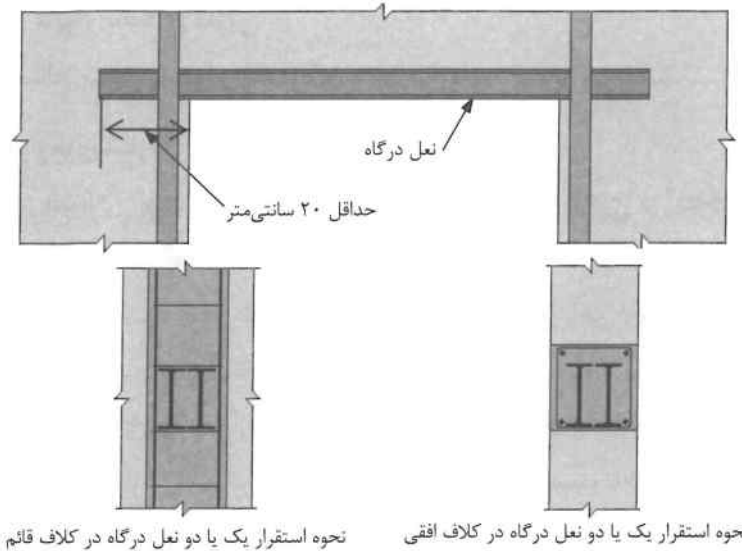 نعل درگاه
حداقل ۲۰ سانتی‌متر
حوه استقرار یک یا دو نعل درگاه در کلاف افقی
نحوه استقرار یک یا دو نعل درگاه در کلاف قائم